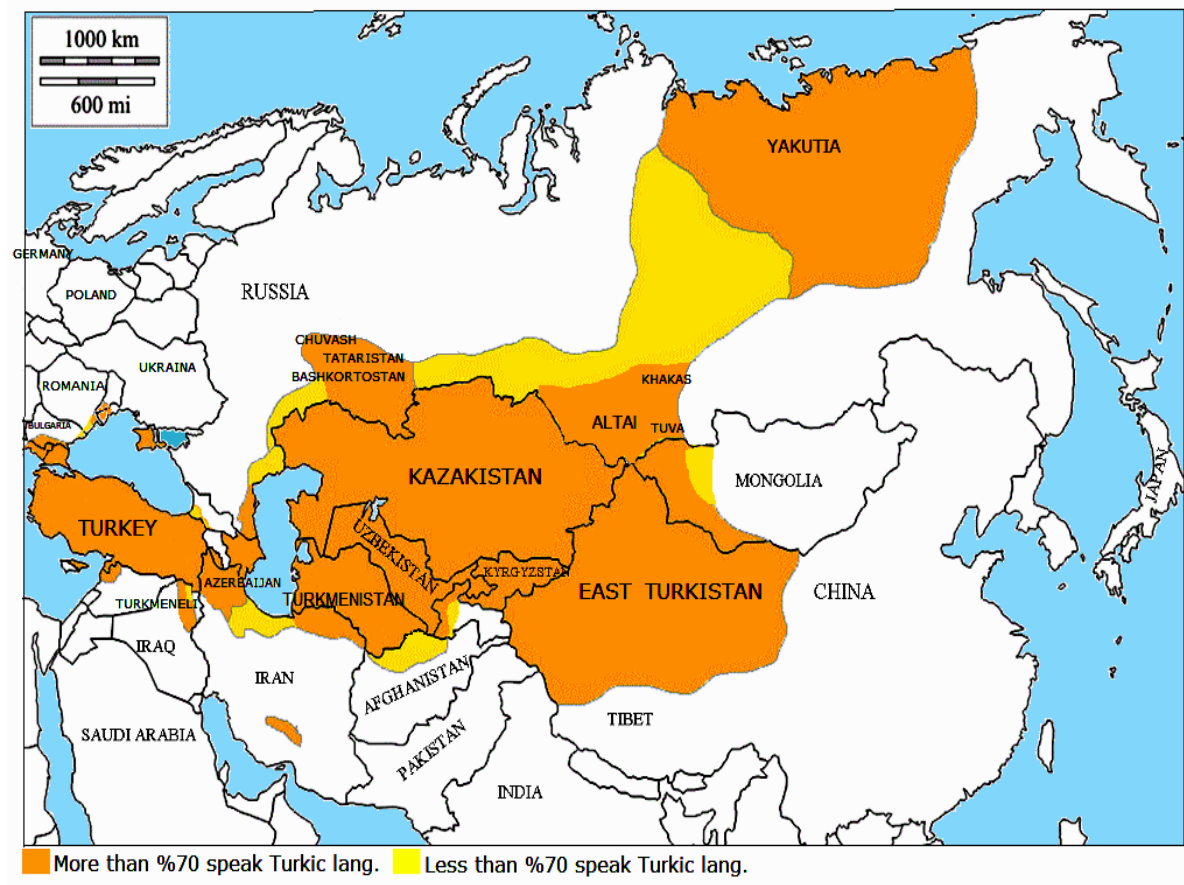 1000 km
600 mi
YAKUTIA
GERMANY
POLAND
RUSSIA
CHUVASH
TATARISTAN
BASHKORTOSTAN
UKRAINA
ROMANIA
BULGARIA
KHAKAS
ALTAI
TUVA
KAZAKISTAN
MONGOLIA
JAPAN
TURKEY
UZBEKISTAN
KYRGYZSTAN
AZERBAIJAN
TURKMENISTAN
EAST TURKISTAN
CHINA
TURKMENELI
IRAQ
IRAN
AFGHANISTAN
TIBET
SAUDI ARABIA
PAKISTAN
INDIA
More than %70 speak Turkic lang.
Less than %70 speak Turkic lang.